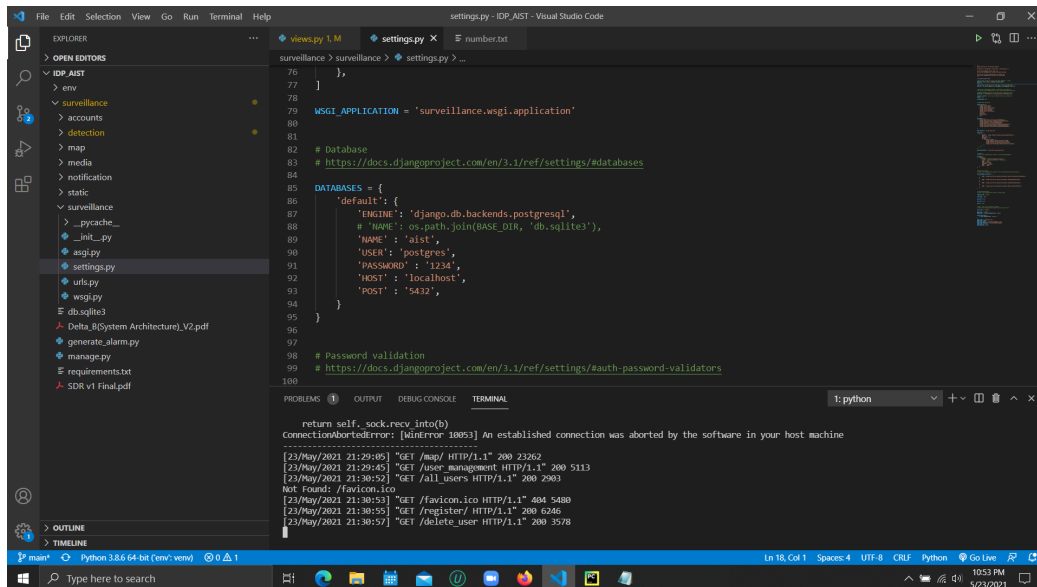 File Edit Selection View Go Run Terminal Help
settings.py - IDP_AIST - Visual Studio Code
EXPLORER
OPEN EDITORS
IDP_AIST
env
surveillance
accounts
detection
map
media
notification
static
surveillance
__pycache__
__init__.py
asgi.py
settings.py
urls.py
wsgi.py
db.sqlite3
Delta_B(System Architecture)_V2.pdf
generate_alarm.py
manage.py
requirements.txt
SDR v1 Final.pdf
OUTLINE
TIMELINE
views.py 1, M settings.py number.txt
surveillance > surveillance > settings.py > ...
76 },
77 ]
78
79 WSGI_APPLICATION = 'surveillance.wsgi.application'
80
81
82 # Database
83 # https://docs.djangoproject.com/en/3.1/ref/settings/#databases
84
85 DATABASES = {
86 'default': {
87 'ENGINE': 'django.db.backends.postgresql',
88 # 'NAME': os.path.join(BASE_DIR, 'db.sqlite3'),
89 'NAME' : 'aist',
90 'USER': 'postgres',
91 'PASSWORD' : '1234',
92 'HOST' : 'localhost',
93 'POST' : '5432',
94 }
95 }
96
97
98 # Password validation
99 # https://docs.djangoproject.com/en/3.1/ref/settings/#auth-password-validators
100
PROBLEMS 1 OUTPUT DEBUG CONSOLE TERMINAL 1: python
return self._sock.recv_into(b)
ConnectionAbortedError: [WinError 10053] An established connection was aborted by the software in your host machine
----------------------------------------
[23/May/2021 21:29:05] "GET /map/ HTTP/1.1" 200 23262
[23/May/2021 21:29:45] "GET /user_management HTTP/1.1" 200 5113
[23/May/2021 21:30:52] "GET /all_users HTTP/1.1" 200 2903
Not Found: /favicon.ico
[23/May/2021 21:30:53] "GET /favicon.ico HTTP/1.1" 404 5480
[23/May/2021 21:30:55] "GET /register/ HTTP/1.1" 200 6246
[23/May/2021 21:30:57] "GET /delete_user HTTP/1.1" 200 3578
main* Python 3.8.6 64-bit ('env': venv) 0 1 Ln 18, Col 1 Spaces: 4 UTF-8 CRLF Python Go Live
Type here to search
10:53 PM
5/23/2021